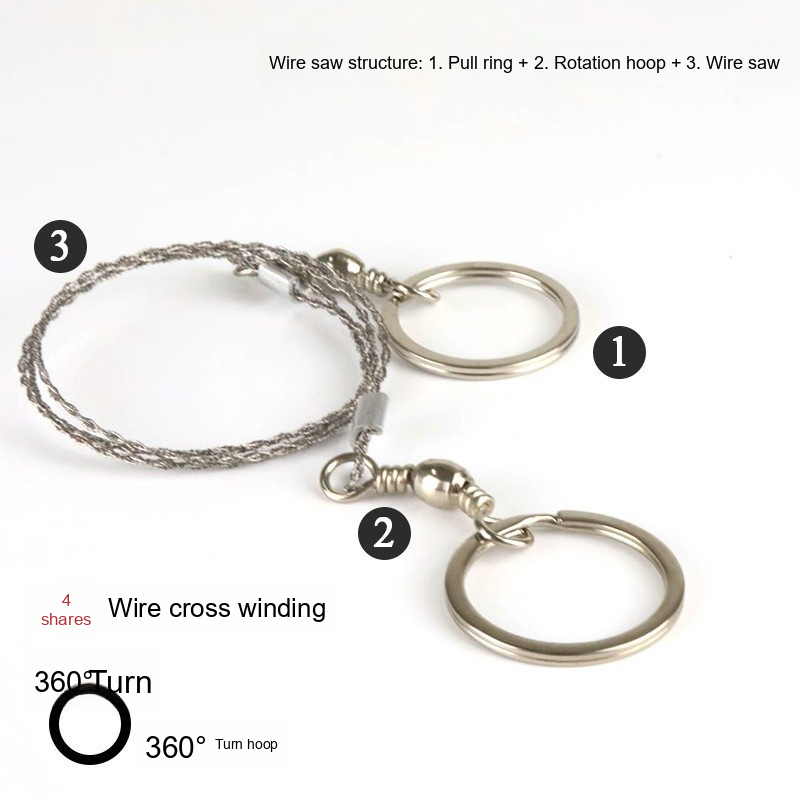 Wire saw structure: 1. Pull ring + 2. Rotation hoop + 3. Wire saw
3
1
2
4
shares
Wire cross winding
360°Turn
360° Turn hoop